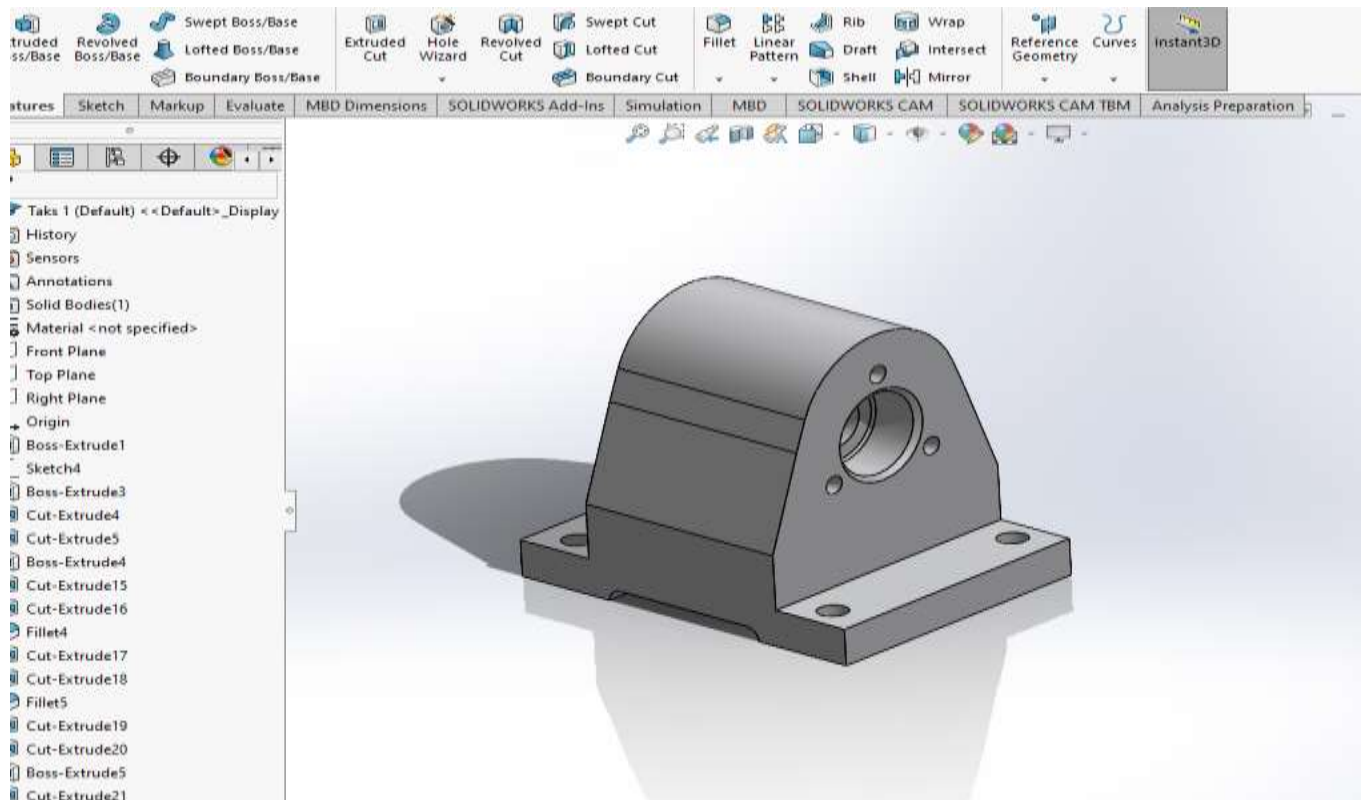 truded Revolved Swept Boss/Base Extruded Hole Revolved Swept Cut Fillet Linear Rib Wrap Reference Curves Instant3D
ss/Base Boss/Base Lofted Boss/Base Cut Wizard Cut Lofted Cut Pattern Draft Intersect Geometry
Boundary Boss/Base Boundary Cut Shell Mirror
atures Sketch Markup Evaluate MBD Dimensions SOLIDWORKS Add-Ins Simulation MBD SOLIDWORKS CAM SOLIDWORKS CAM TBM Analysis Preparation
Taks 1 (Default) <<Default>_Display
History
Sensors
Annotations
Solid Bodies(1)
Material <not specified>
Front Plane
Top Plane
Right Plane
Origin
Boss-Extrude1
Sketch4
Boss-Extrude3
Cut-Extrude4
Cut-Extrude5
Boss-Extrude4
Cut-Extrude15
Cut-Extrude16
Fillet4
Cut-Extrude17
Cut-Extrude18
Fillet5
Cut-Extrude19
Cut-Extrude20
Boss-Extrude5
Cut-Extrude21